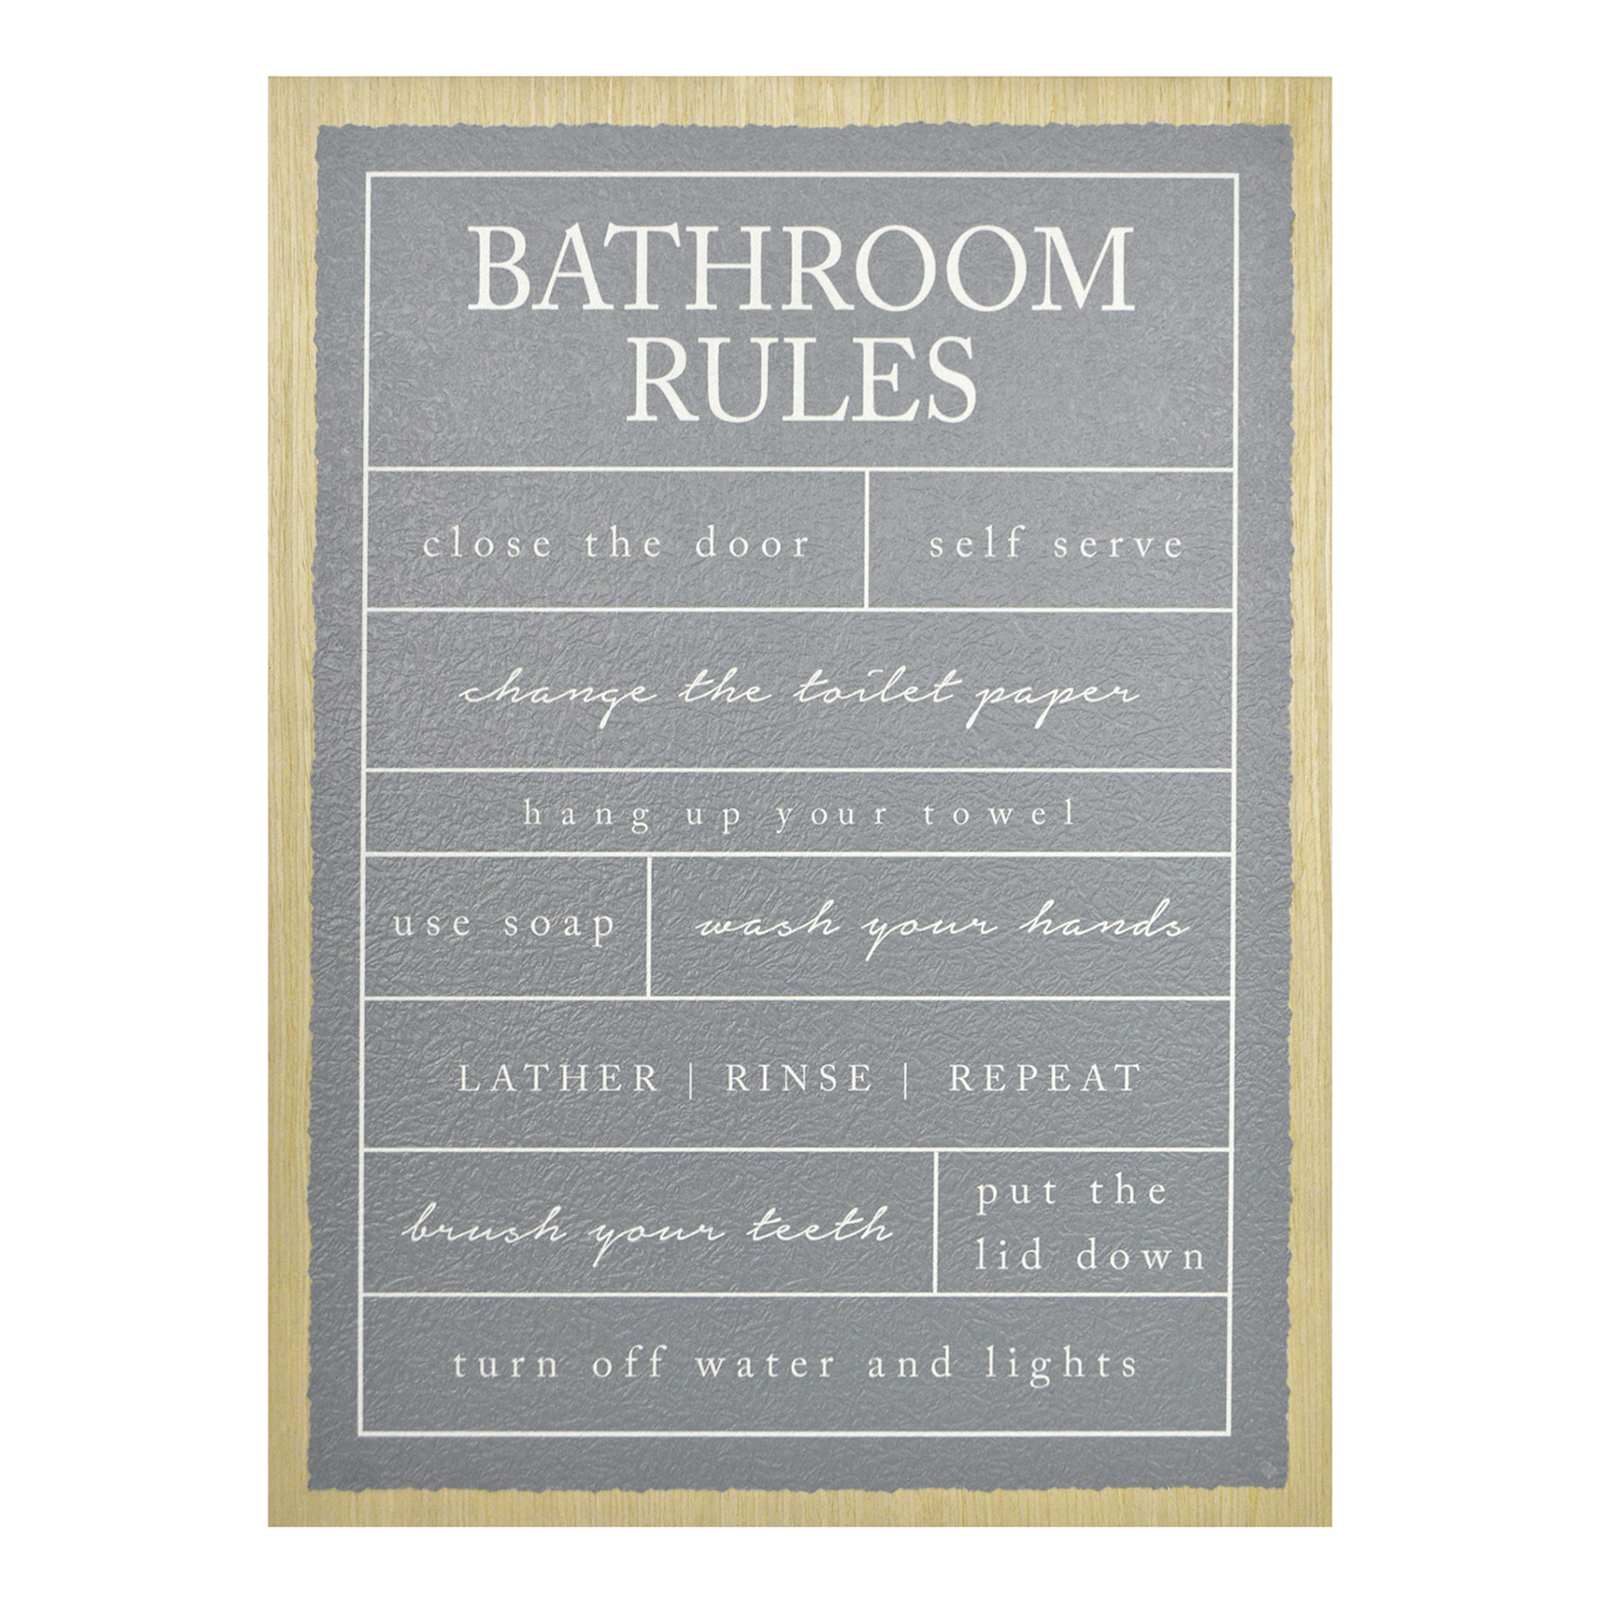 BATHROOM
RULES
close the door
self serve
change the toilet paper
hang up your towel
use soap
wash your hands
LATHER | RINSE | REPEAT
brush your teeth
put the
lid down
turn off water and lights